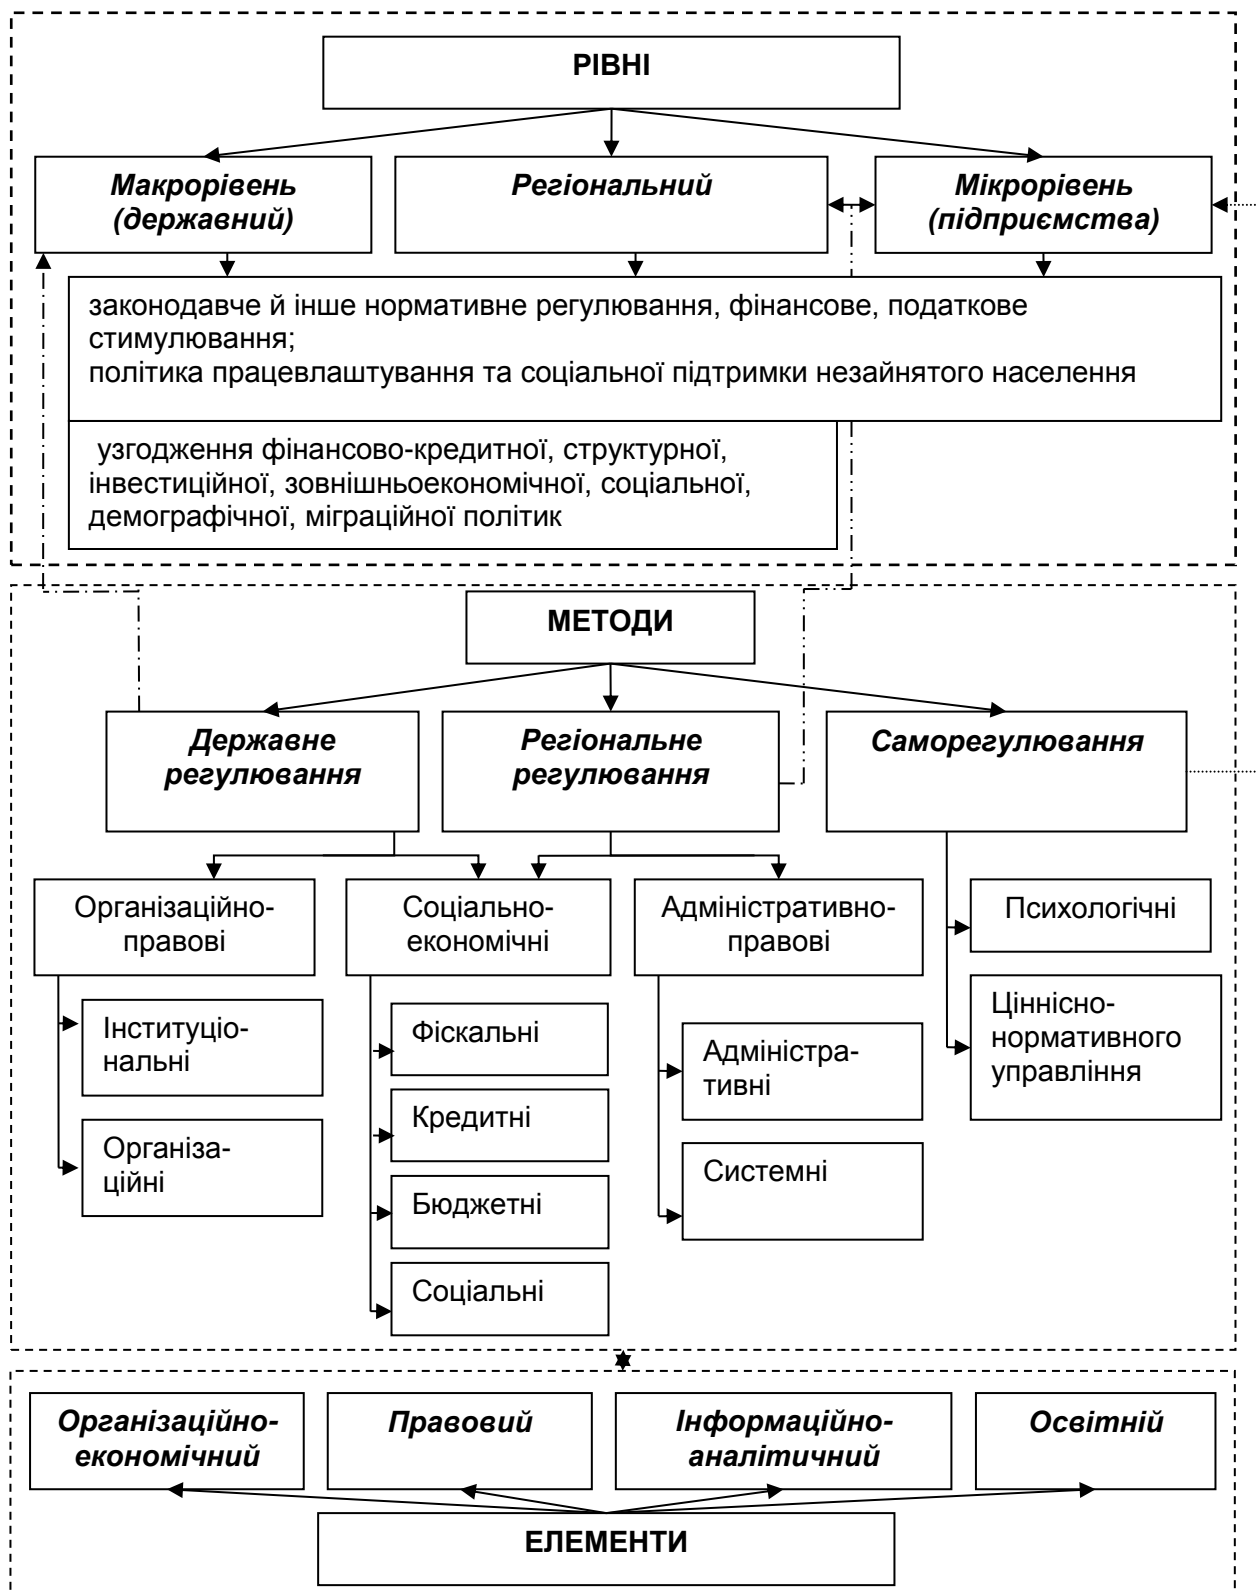 РІВНІ
Макрорівень
(державний)
Регіональний
Мікрорівень
(підприємства)
законодавче й інше нормативне регулювання, фінансове, податкове
стимулювання;
політика працевлаштування та соціальної підтримки незайнятого населення
узгодження фінансово-кредитної, структурної,
інвестиційної, зовнішньоекономічної, соціальної,
демографічної, міграційної політик
МЕТОДИ
Державне
регулювання
Регіональне
регулювання
Саморегулювання
Організаційно-
правові
Соціально-
економічні
Адміністративно-
правові
Психологічні
Ціннісно-
нормативного
управління
Інституціо-
нальні
Організа-
ційні
Фіскальні
Кредитні
Бюджетні
Соціальні
Адміністра-
тивні
Системні
Організаційно-
економічний
Правовий
Інформаційно-
аналітичний
Освітній
ЕЛЕМЕНТИ